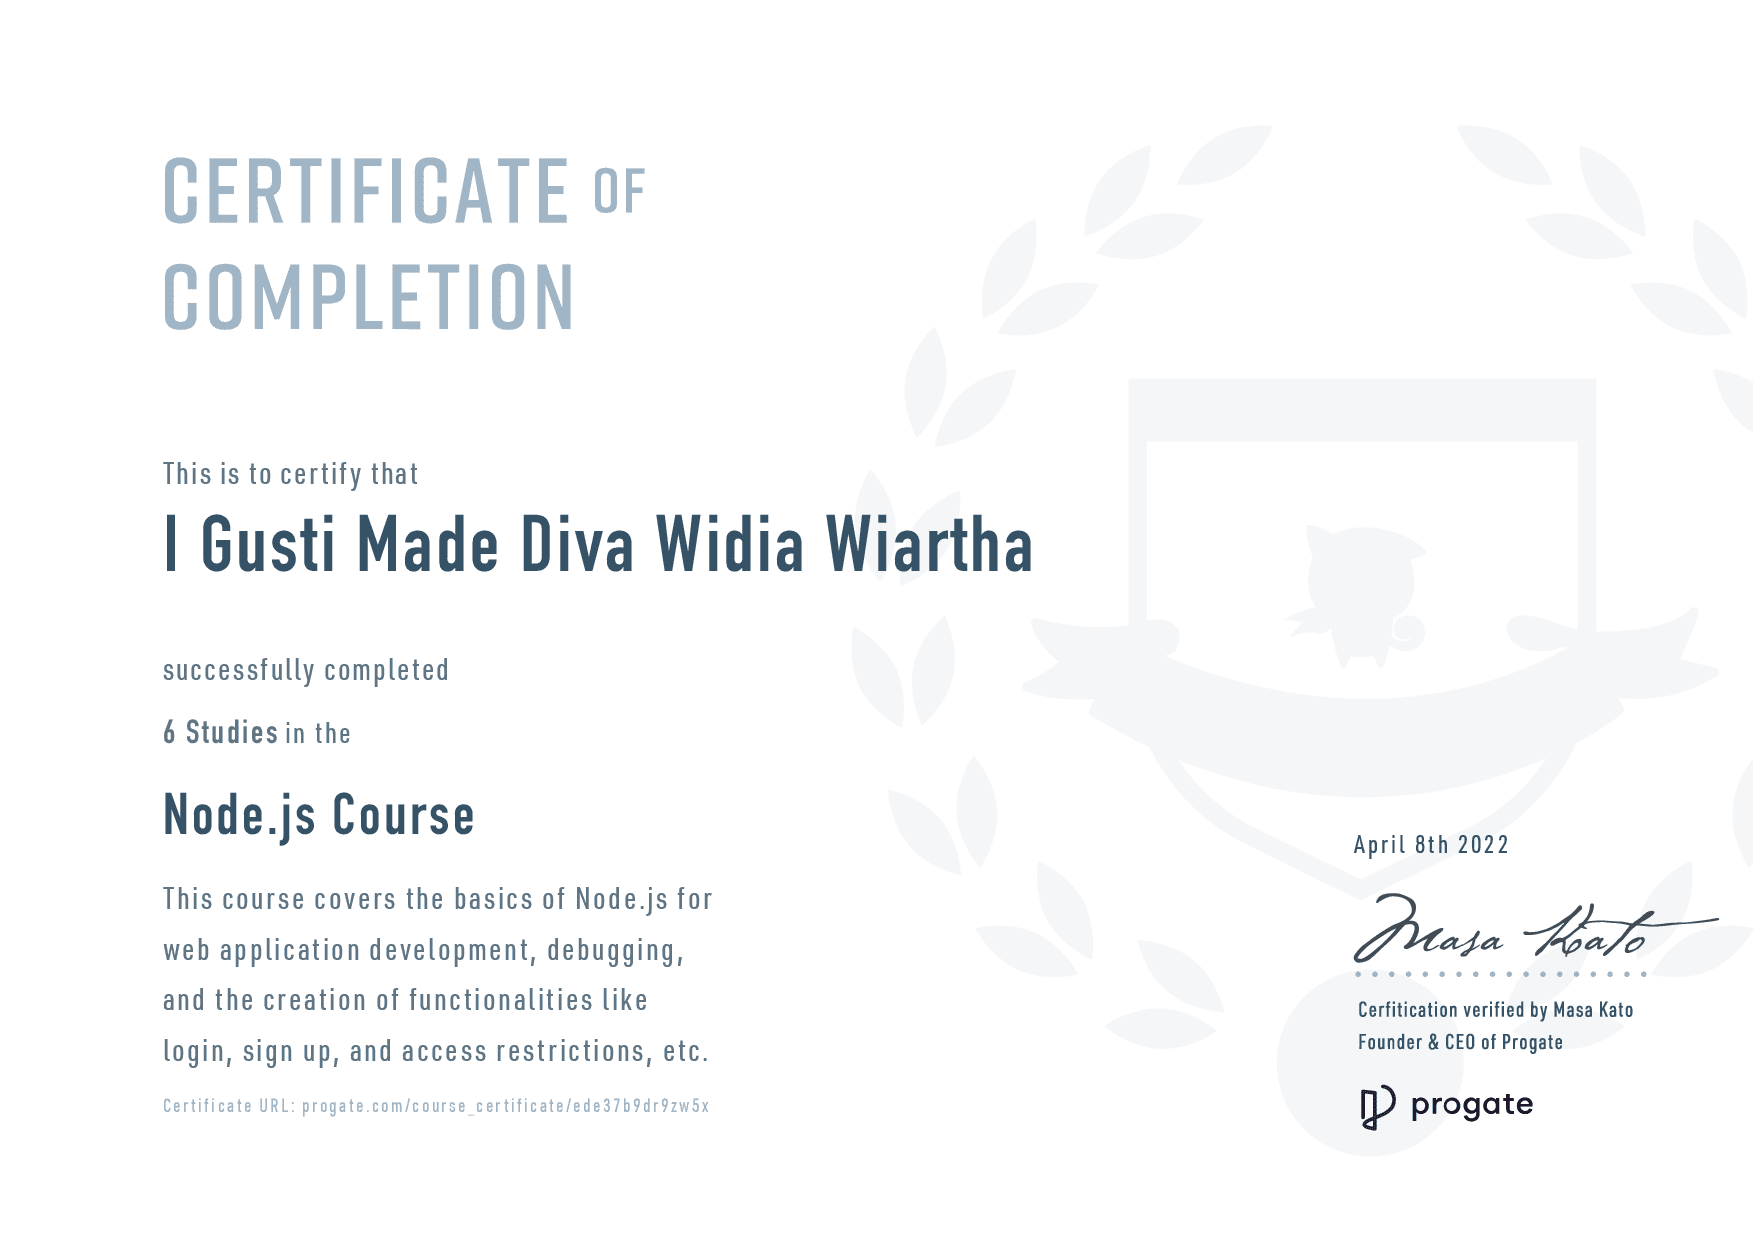 CERTIFICATE OF
COMPLETION
This is to certify that
I Gusti Made Diva Widia Wiartha
successfully completed
6 Studies in the
Node.js Course
This course covers the basics of Node.js for
web application development, debugging,
and the creation of functionalities like
login, sign up, and access restrictions, etc.
Certificate URL: progate.com/course_certificate/ede37b9dr9zw5x
April 8th 2022
Masa Kato
Cerfitication verified by Masa Kato
Founder & CEO of Progate
progate